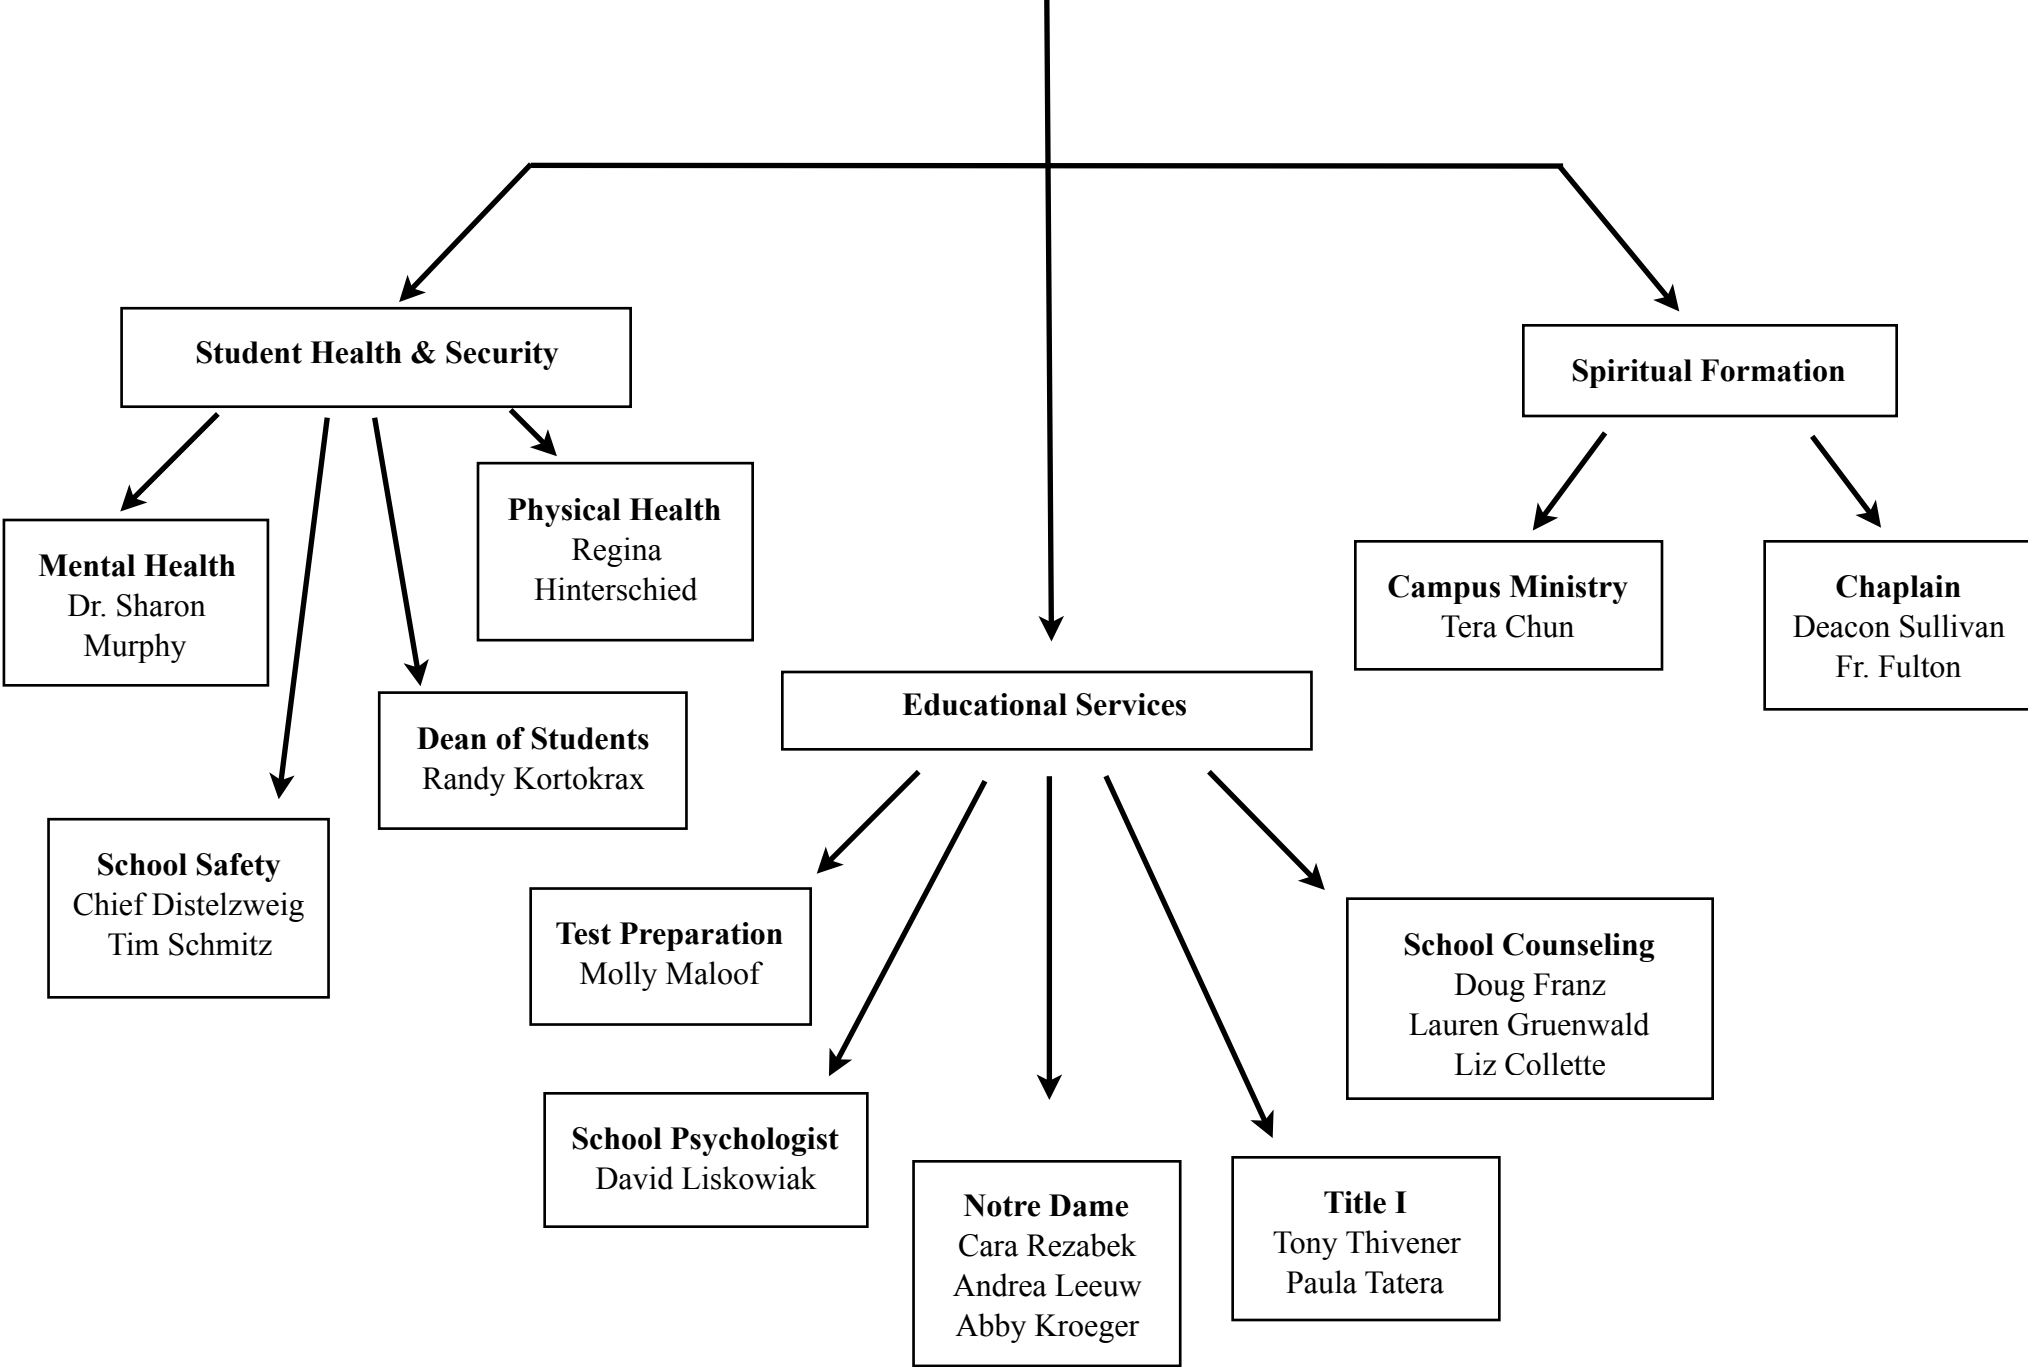 Student Health & Security
Spiritual Formation
Physical Health
Regina
Hinterschied
Mental Health
Dr. Sharon
Murphy
Campus Ministry
Tera Chun
Chaplain
Deacon Sullivan
Fr. Fulton
Educational Services
Dean of Students
Randy Kortokrax
School Safety
Chief Distelzweig
Tim Schmitz
Test Preparation
Molly Maloof
School Counseling
Doug Franz
Lauren Gruenwald
Liz Collette
School Psychologist
David Liskowiak
Notre Dame
Cara Rezabek
Andrea Leeuw
Abby Kroeger
Title I
Tony Thivener
Paula Tatera